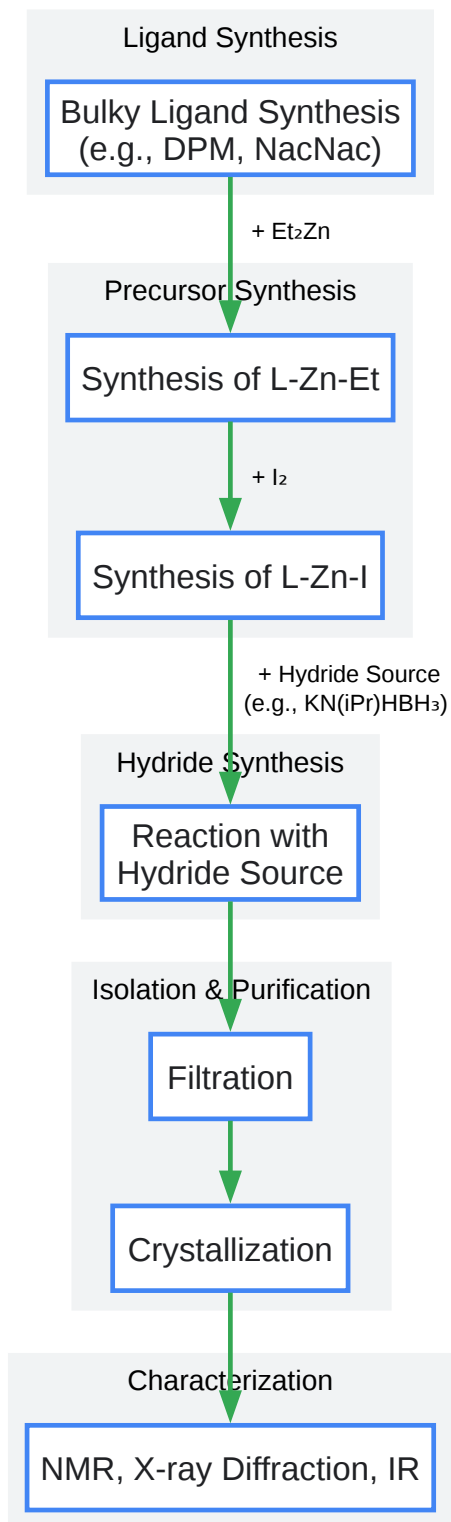 Ligand Synthesis
Bulky Ligand Synthesis
(e.g., DPM, NacNac)
+ Et₂Zn
Precursor Synthesis
Synthesis of L-Zn-Et
+ I₂
Synthesis of L-Zn-I
+ Hydride Source
(e.g., KN(iPr)HBH₃)
Hydride Synthesis
Reaction with
Hydride Source
Isolation & Purification
Filtration
Crystallization
Characterization
NMR, X-ray Diffraction, IR